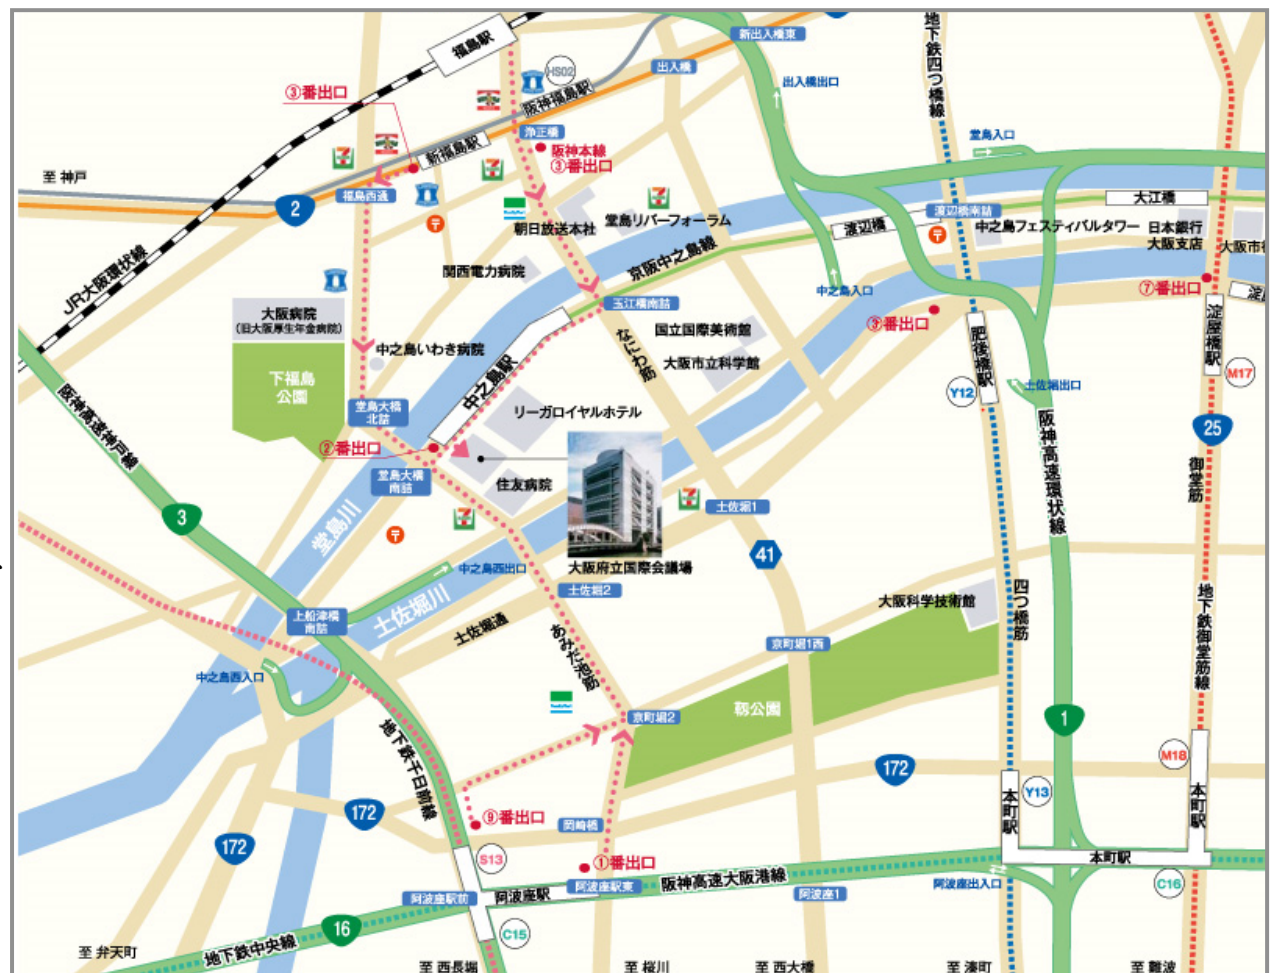 福島駅
新出入橋東
地下鉄四つ橋線
出入橋
HS02
出入橋出口
③番出口
阪神福島駅
浄正橋
堂島入口
新福島駅
阪神本線
③番出口
至 神戸
福島西通
2
大江橋
渡辺橋南詰
堂島リバーフォーラム
朝日放送本社
渡辺橋
中之島フェスティバルタワー
日本銀行
大阪支店
大阪市役
京阪中之島線
関西電力病院
JR大阪環状線
中之島入口
⑦番出口
玉江橋南詰
③番出口
大阪病院
(旧大阪厚生年金病院)
淀屋橋駅
国立国際美術館
なにわ筋
肥後橋駅
中之島いわき病院
大阪市立科学館
M17
下福島
公園
中之島駅
土佐堀出口
Y12
阪神高速神戸線
堂島大橋
北詰
リーガロイヤルホテル
阪神高速環状線
25
②番出口
御堂筋
堂島大橋
南詰
住友病院
土佐堀1
3
堂島川
41
中之島西出口
大阪府立国際会議場
土佐堀2
大阪科学技術館
四つ橋筋
地下鉄御堂筋線
上船津橋
南詰
土佐堀川
土佐堀通
あみだ池筋
京町堀1西
中之島西入口
京町堀2
靱公園
1
地下鉄千日前線
M18
172
172
Y13
本町駅
本町駅
⑨番出口
岡崎橋
172
S13
①番出口
本町駅
阿波座駅前
阿波座駅
阿波座駅東
阪神高速大阪港線
阿波座1
阿波座出入口
C16
16
C15
至 弁天町
地下鉄中央線
至 西長堀
至 桜川
至 西大橋
至 湊町
至 難波